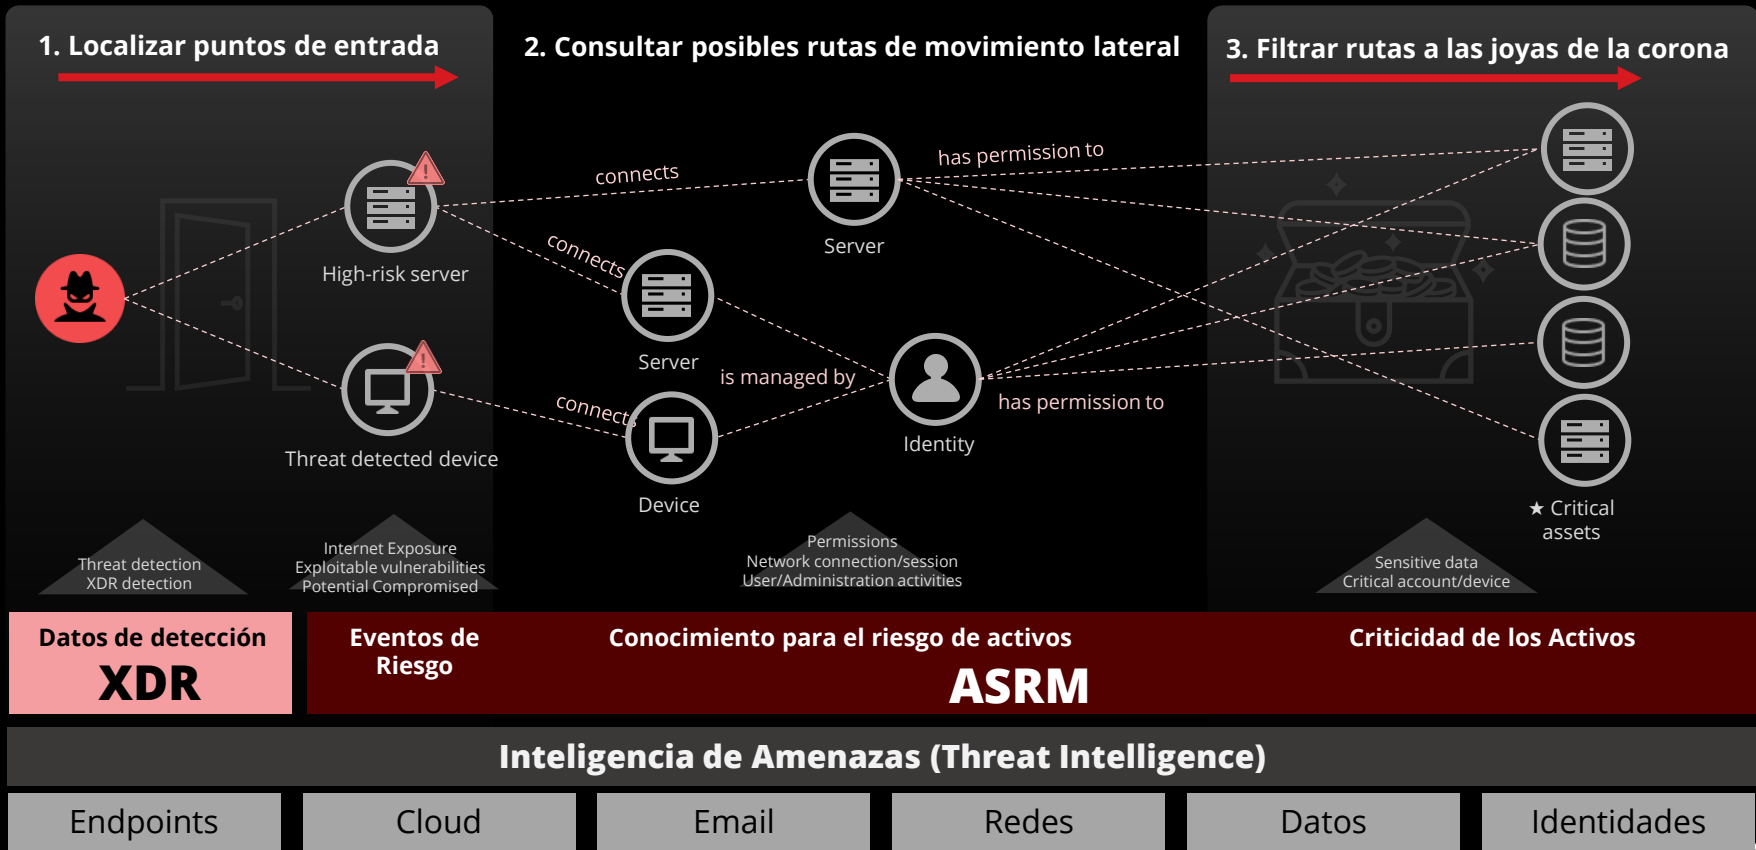 1. Localizar puntos de entrada
2. Consultar posibles rutas de movimiento lateral
3. Filtrar rutas a las joyas de la corona
connects
has permission to
connects
Server
High-risk server
Server
is managed by
connects
has permission to
Identity
Threat detected device
Device
★ Critical
assets
Threat detection
XDR detection
Internet Exposure
Exploitable vulnerabilities
Potential Compromised
Permissions
Network connection/session
User/Administration activities
Sensitive data
Critical account/device
Datos de detección
XDR
Eventos de
Riesgo
Conocimiento para el riesgo de activos
Criticidad de los Activos
ASRM
Inteligencia de Amenazas (Threat Intelligence)
Endpoints
Cloud
Email
Redes
Datos
Identidades